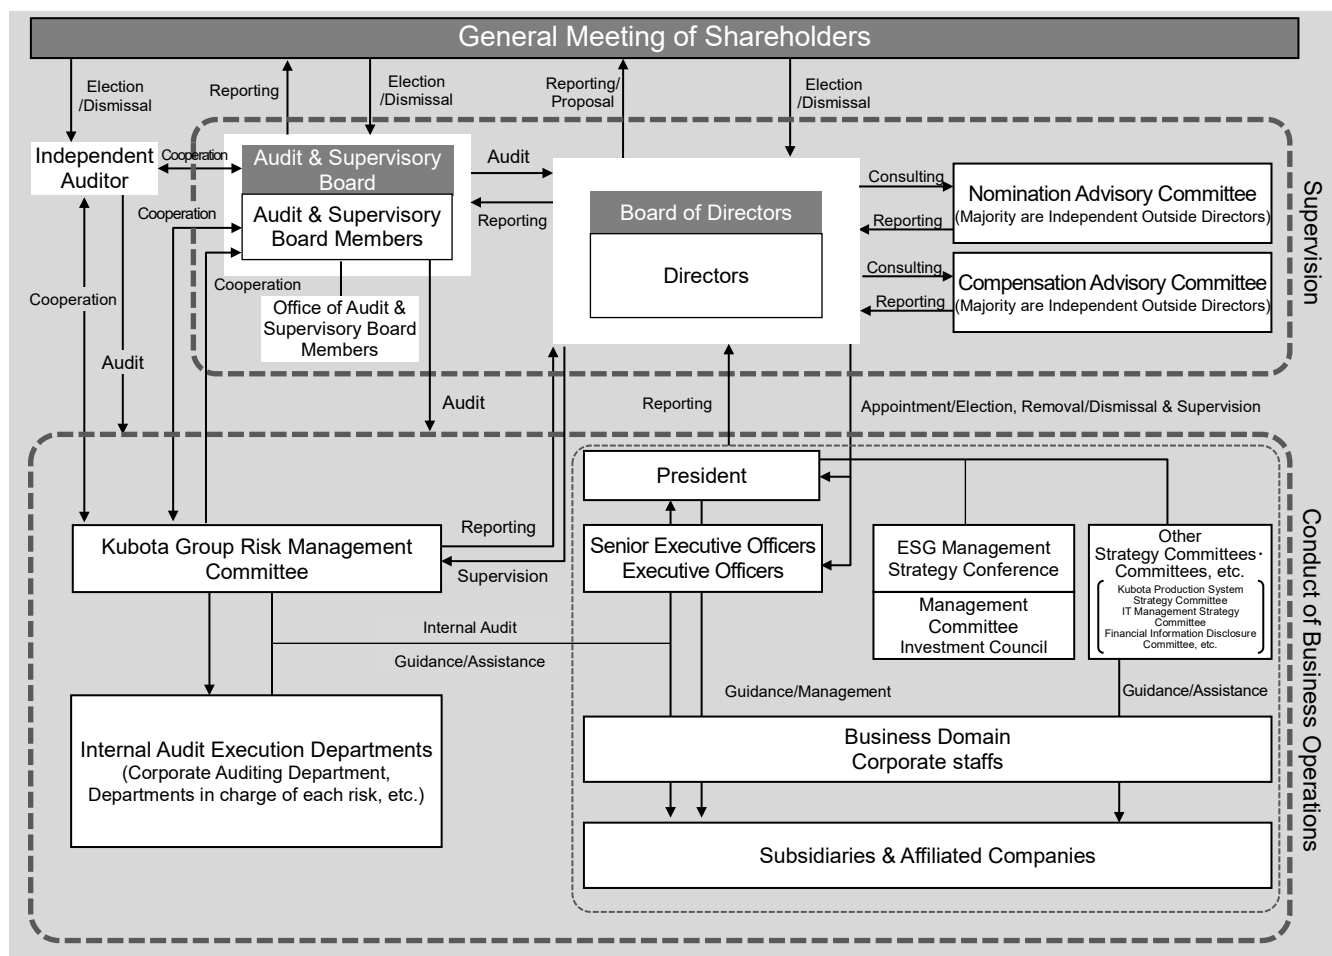 General Meeting of Shareholders
Election
/Dismissal
Reporting
Election
/Dismissal
Reporting/
Proposal
Election
/Dismissal
Independent
Auditor
Cooperation
Audit & Supervisory
Board
Audit & Supervisory
Board Members
Cooperation
Cooperation
Office of Audit &
Supervisory Board
Members
Audit
Reporting
Board of Directors
Directors
Consulting
Reporting
Nomination Advisory Committee
(Majority are Independent Outside Directors)
Consulting
Reporting
Compensation Advisory Committee
(Majority are Independent Outside Directors)
Supervision
Cooperation
Audit
Audit
Reporting
Appointment/Election, Removal/Dismissal & Supervision
President
Kubota Group Risk Management
Committee
Reporting
Supervision
Senior Executive Officers
Executive Officers
ESG Management
Strategy Conference
Management
Committee
Investment Council
Other
Strategy Committees･
Committees, etc.
Kubota Production System
Strategy Committee
IT Management Strategy
Committee
Financial Information Disclosure
Committee, etc.
Conduct of Business Operations
Internal Audit
Guidance/Assistance
Guidance/Management
Guidance/Assistance
Internal Audit Execution Departments
(Corporate Auditing Department,
Departments in charge of each risk, etc.)
Business Domain
Corporate staffs
Subsidiaries & Affiliated Companies